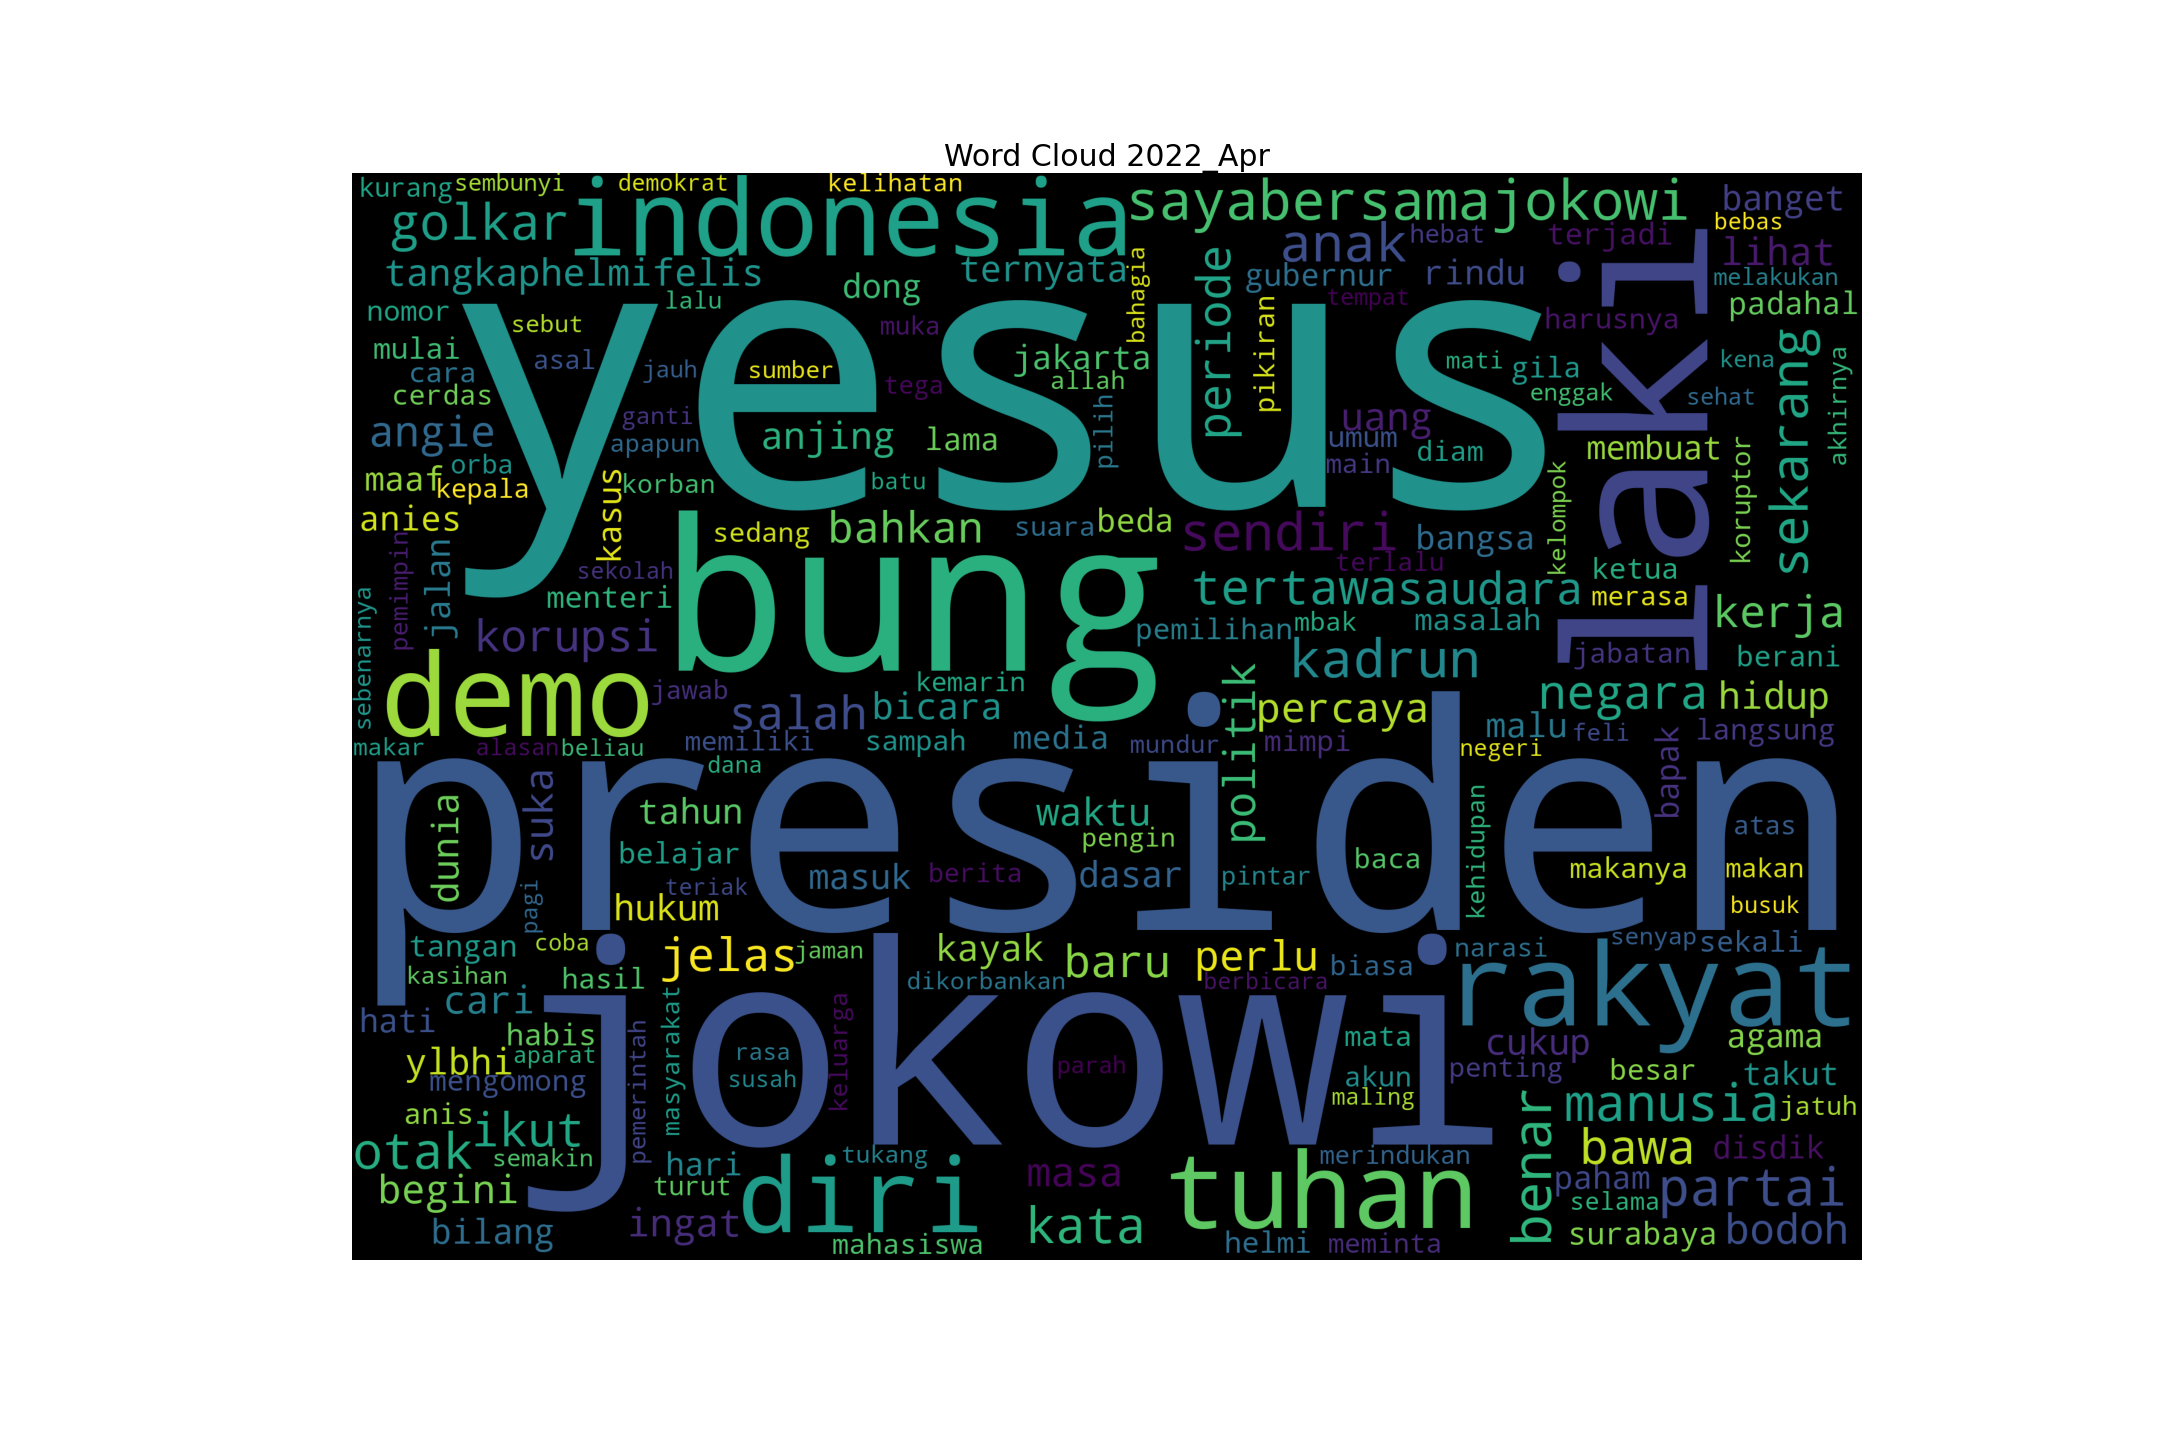 Word Cloud 2022_Apr
kurang sembunyi demokrat kelihatan sayabersamajokowi banget
golkar indonesia anak hebat terjadi bebas
tangkaphelmifelis ternyata bahagia gubernur rindu lihat melakukan
nomor lalu dong periode tempat harusnya padahal
sebut yesus muka pikiran laki
mulai asal jauh sumber jakarta mati gila kena sekarang
cara tega allah enggak sehat akhirnya
cerdas ganti pilih uang
angie apapun anjing lama umum diam membuat
orba main kelompok koruptor
maaf kepala kasus korban batu
anies sedang bahkan suara beda sendiri bangsa
pemimpin jalan sekolah terlalu ketua
sebenarnya menteri bung tertawasaudara merasa kerja
korupsi pemilihan mbak masalah
demo kadrun jabatan berani
jawab kemarin politik negara hidup
salah bicara percaya
makar alasan beliau memiliki sampah media mundur mimpi malu feli langsung
dana negeri bapak
presiden
dunia suka tahun waktu kehidupan atas
belajar pengin baca
teriak masuk berita dasar pintar makanya makan
pagi hukum busuk
tangan coba jelas jaman kayak baru perlu biasa narasi senyap sekali
kasihan hasil dikorbankan berbicara rakyat
cari jokowi
hati habis masyarakat keluarga mata cukup agama
ylbhi aparat pemerintah rasa parah
mengomong susah akun penting besar takut
anis maling benar manusia jatuh
otak ikut bawa disdik
semakin hari tukang merindukan
begini turut diri masa tuhan paham partai
selama
bilang ingat kata surabaya bodoh
mahasiswa helmi meminta